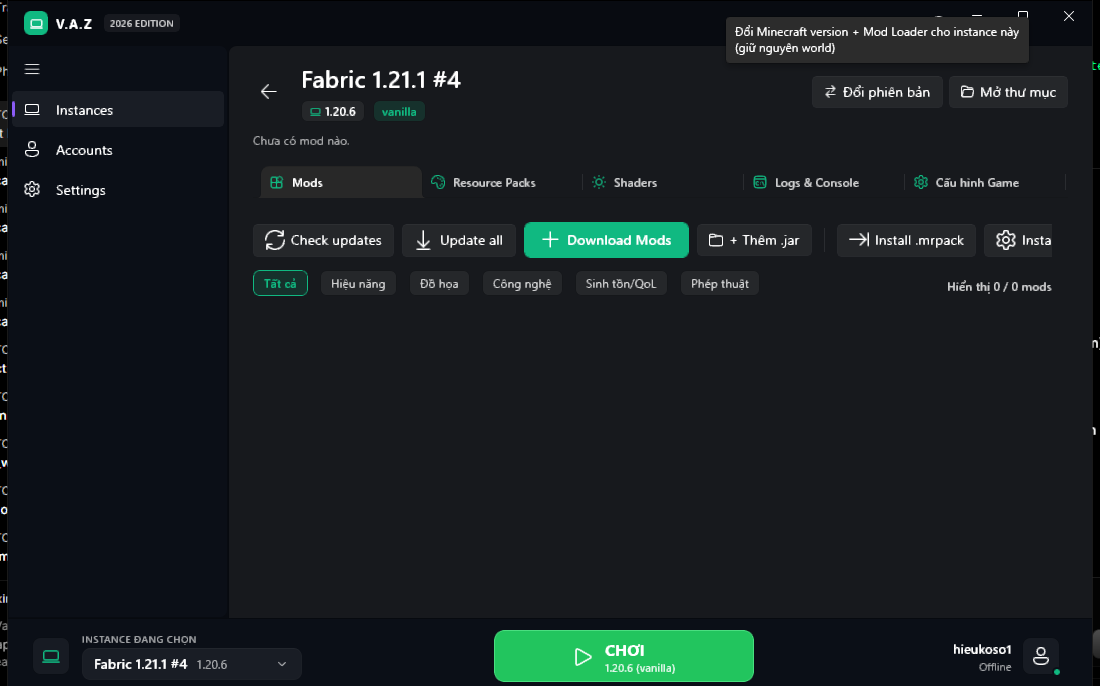 V.A.Z
2026 EDITION
Đổi Minecraft version + Mod Loader cho instance này
(giữ nguyên world)
Instances
Accounts
Settings
Fabric 1.21.1 #4
1.20.6
vanilla
Đổi phiên bản
Mở thư mục
Chưa có mod nào.
Mods
Resource Packs
Shaders
Logs & Console
Cấu hình Game
Check updates
Update all
Download Mods
+ Thêm .jar
Install .mrpack
Insta
Tất cả
Hiệu năng
Đồ họa
Công nghệ
Sinh tồn/QoL
Phép thuật
Hiển thị 0 / 0 mods
INSTANCE ĐANG CHỌN
Fabric 1.21.1 #4 1.20.6
CHƠI
1.20.6 (vanilla)
hieukoso1
Offline